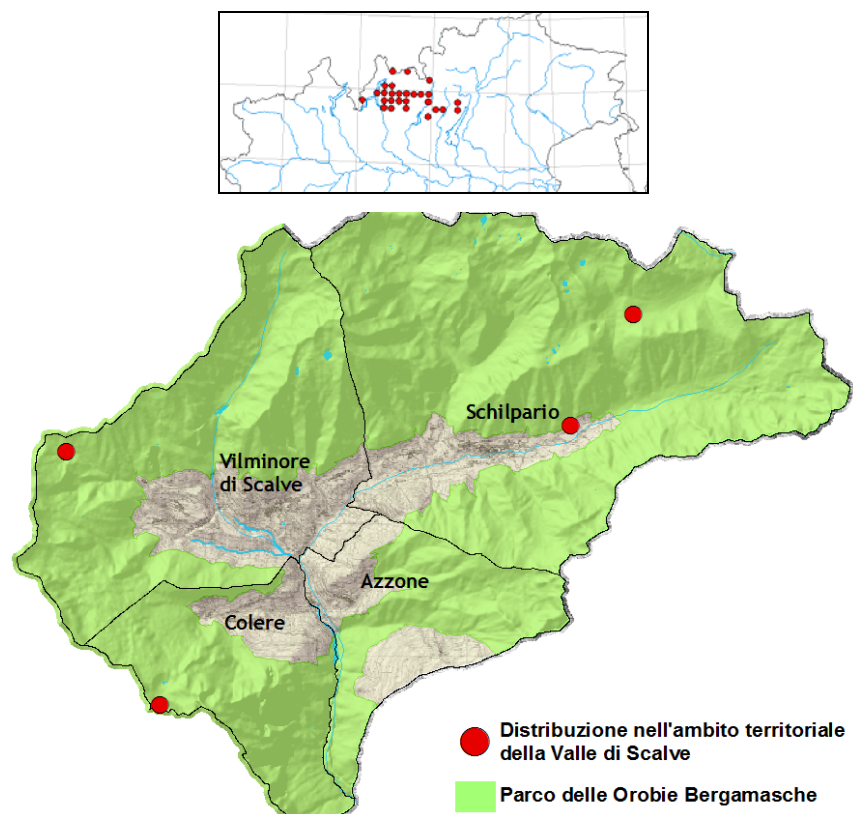 Schilpario
Vilminore
di Scalve
Azzone
Colere
Distribuzione nell'ambito territoriale
della Valle di Scalve
Parco delle Orobie Bergamasche